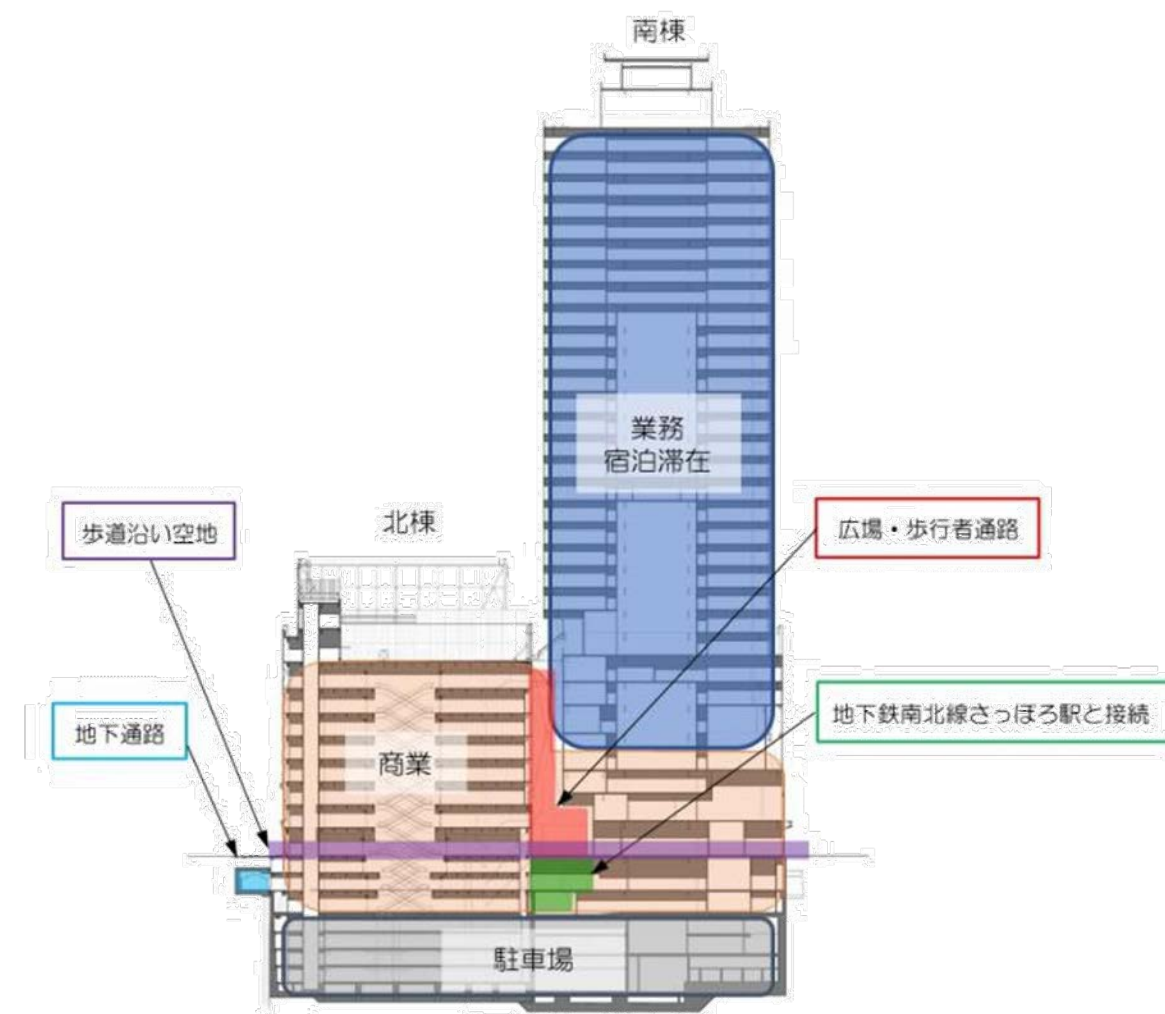 南棟
業務
宿泊滞在
歩道沿い空地
北棟
広場・歩行者通路
地下通路
商業
地下鉄南北線さっぽろ駅と接続
駐車場